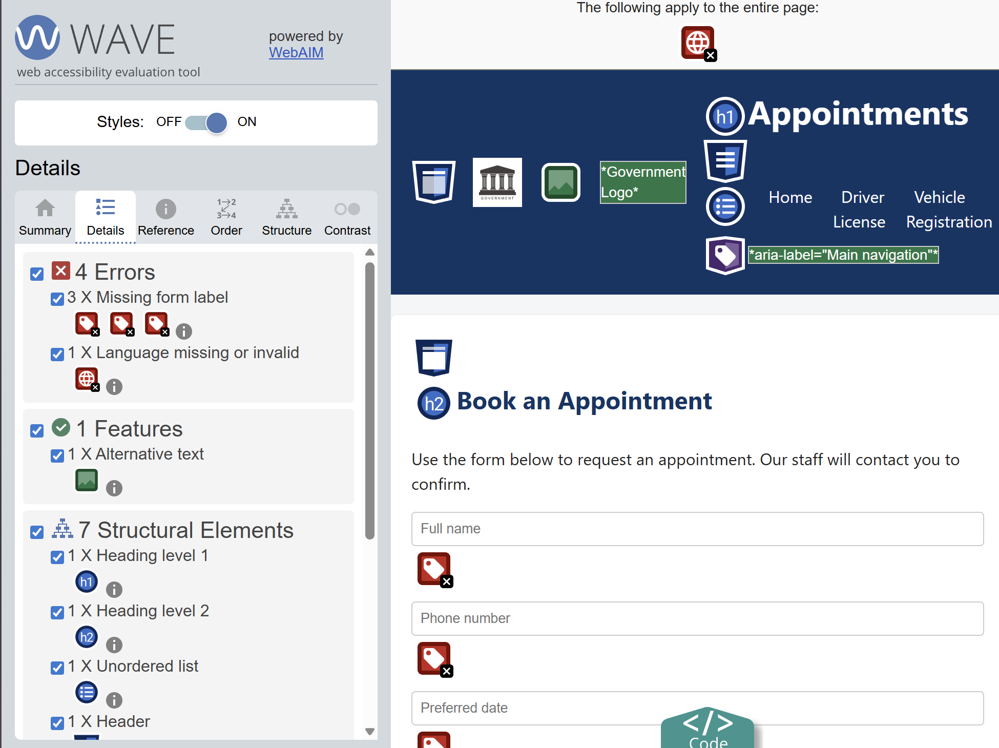 WAVE
powered by
WebAIM
web accessibility evaluation tool
Styles: OFF ON
Details
Summary
Details
Reference
1→2
3→4
Order
Structure
Contrast
4 Errors
3 X Missing form label
1 X Language missing or invalid
1 Features
1 X Alternative text
7 Structural Elements
1 X Heading level 1
h1
1 X Heading level 2
h2
1 X Unordered list
1 X Header
The following apply to the entire page:
h1 Appointments
GOVERNMENT
*Government
Logo*
Home
Driver
License
Vehicle
Registration
*aria-label="Main navigation"*
h2 Book an Appointment
Use the form below to request an appointment. Our staff will contact you to
confirm.
Full name
Phone number
Preferred date
</>
Code